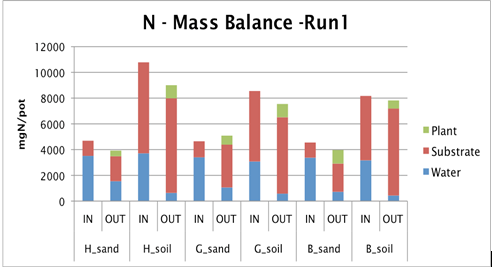 N - Mass Balance -Run1
mgN/pot
12000
10000
8000
6000
4000
2000
0
IN OUT IN OUT IN OUT IN OUT IN OUT IN OUT
H_sand H_soil G_sand G_soil B_sand B_soil
Plant
Substrate
Water